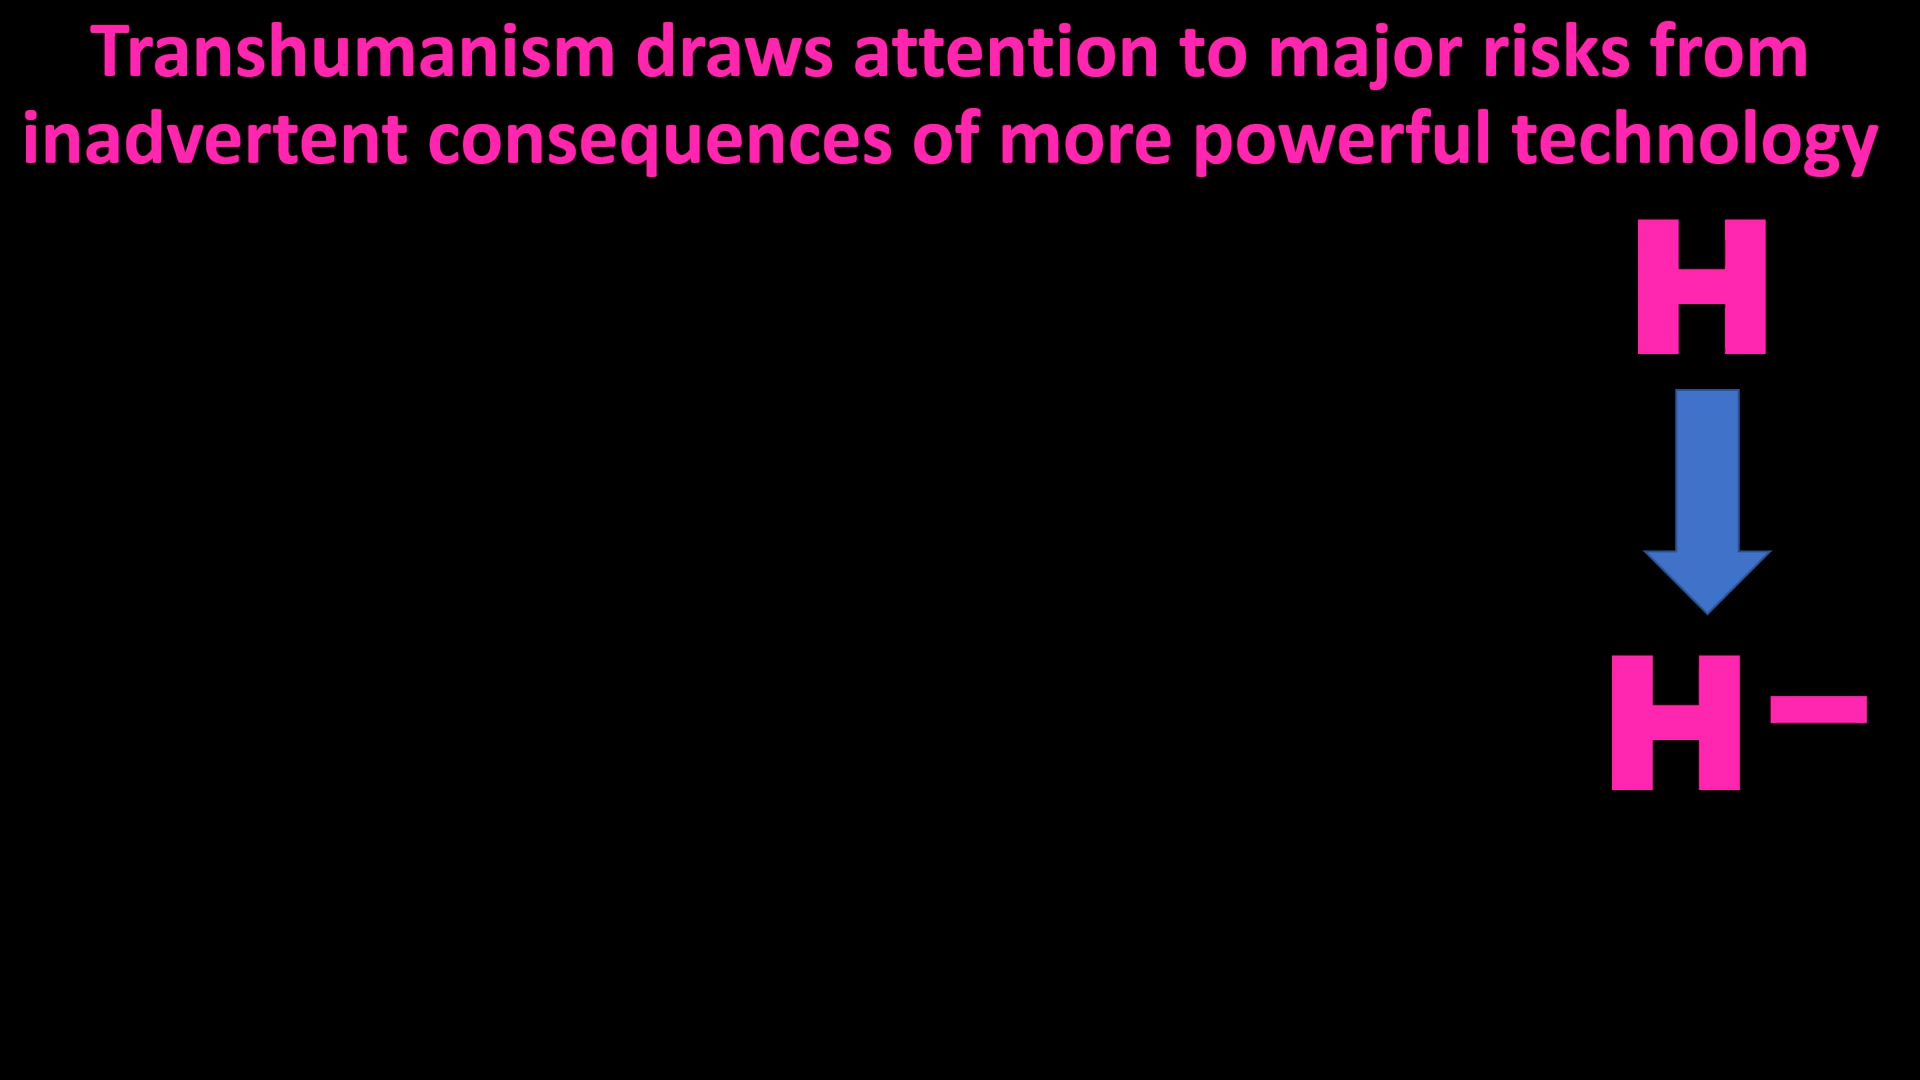 Transhumanism draws attention to major risks from
inadvertent consequences of more powerful technology
H
H–